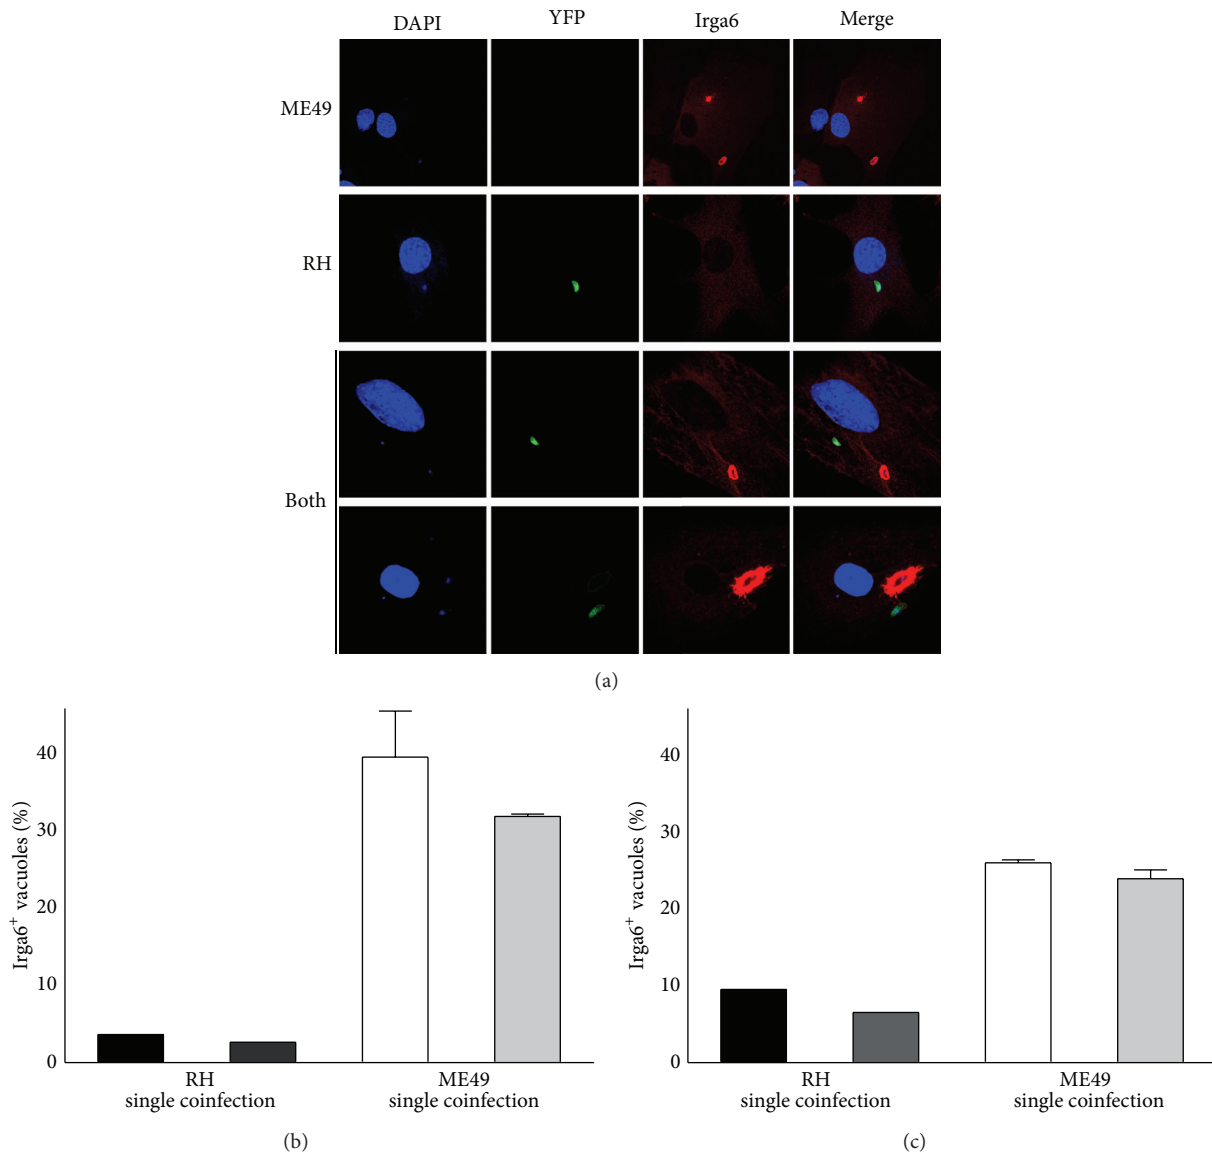 DAPI YFP Irga6 Merge
ME49
RH
Both
(a)
Irga6+ vacuoles (%)
40
30
20
10
0
RH ME49
single coinfection single coinfection
(b)
Irga6+ vacuoles (%)
40
30
20
10
0
RH ME49
single coinfection single coinfection
(c)